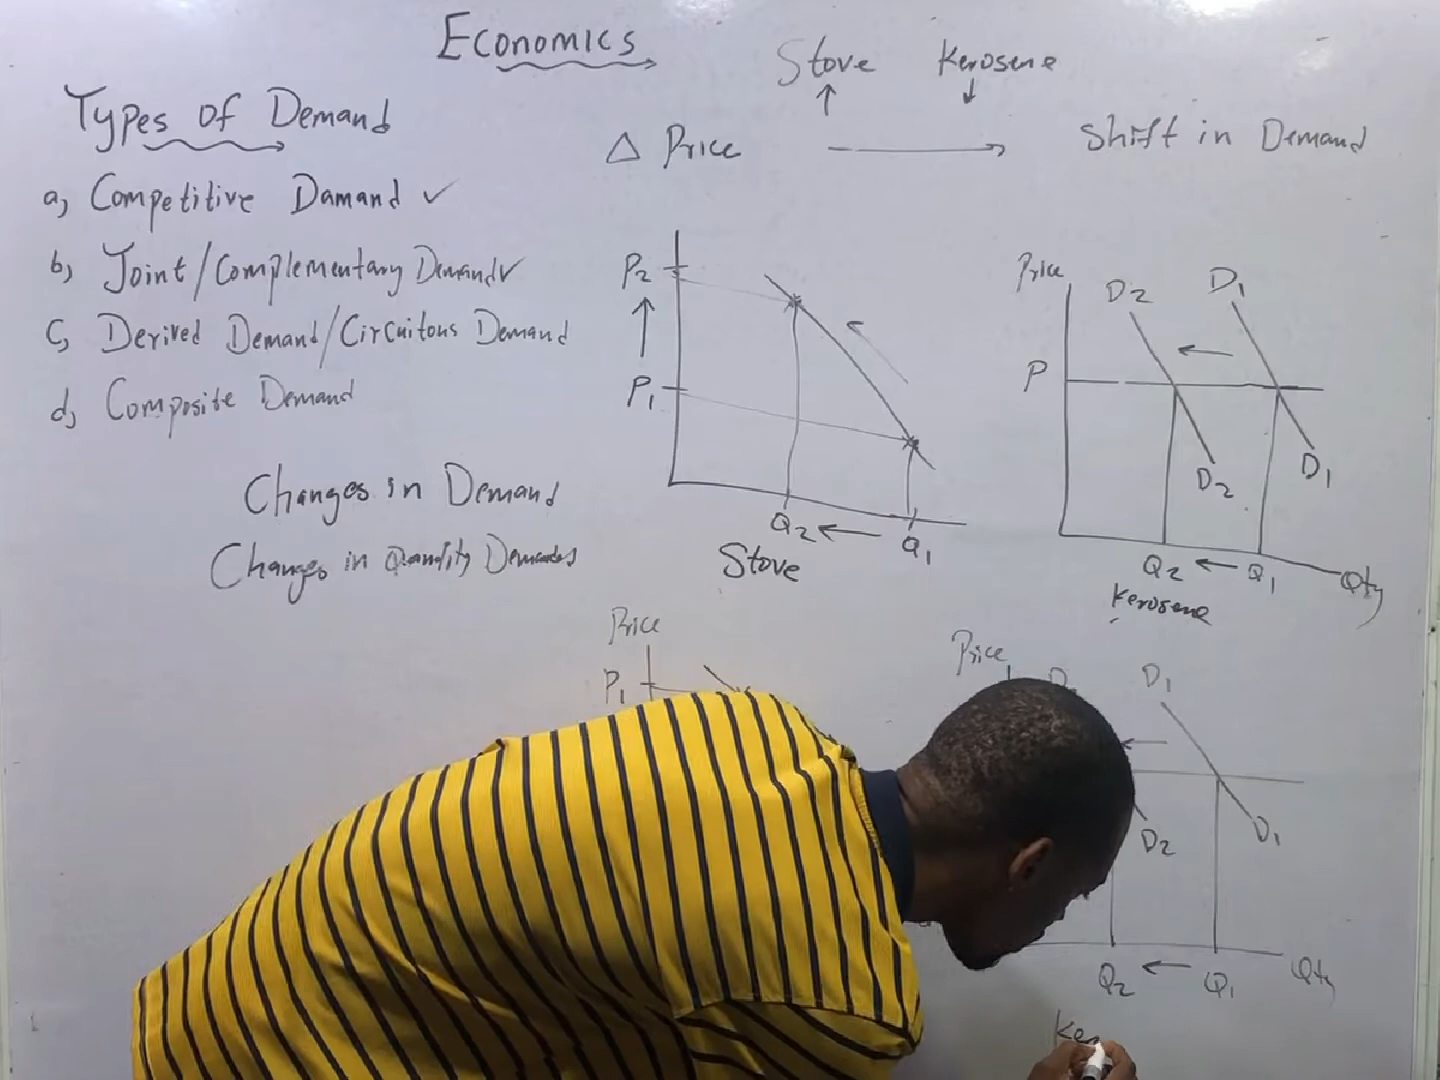 Economics
Types Of Demand
a, Competitive Damand ✓
b, Joint/Complementary Demand ✓
C, Derived Demand/Circuitous Demand
d, Composite Demand
Changes in Demand
Changes in Quantity Demanded
Stove Kerosene
↑ ↓
Δ Price → Shift in Demand
P2
↑
P1
Q2 ← Q1
Stove
Price
D2 D1
←
P
D2 D1
Q2 ← Q1 Qty
Kerosene
Price
P1
Price
D1
←
D2 D1
Q2 ← Q1 Qty
Ker